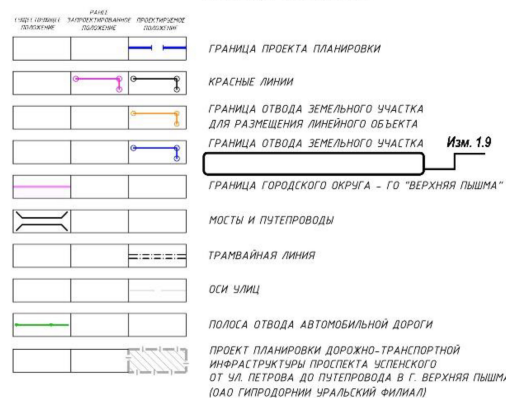 РАНЕЕ
СУЩЕСТВУЮЩЕЕ ЗАПРОЕКТИРОВАННОЕ ПРОЕКТИРУЕМОЕ
ПОЛОЖЕНИЕ ПОЛОЖЕНИЕ ПОЛОЖЕНИЕ
ГРАНИЦА ПРОЕКТА ПЛАНИРОВКИ
КРАСНЫЕ ЛИНИИ
ГРАНИЦА ОТВОДА ЗЕМЕЛЬНОГО УЧАСТКА
ДЛЯ РАЗМЕЩЕНИЯ ЛИНЕЙНОГО ОБЪЕКТА
ГРАНИЦА ОТВОДА ЗЕМЕЛЬНОГО УЧАСТКА Изм. 1.9
ГРАНИЦА ГОРОДСКОГО ОКРУГА - ГО "ВЕРХНЯЯ ПЫШМА"
МОСТЫ И ПУТЕПРОВОДЫ
ТРАМВАЙНАЯ ЛИНИЯ
ОСИ УЛИЦ
ПОЛОСА ОТВОДА АВТОМОБИЛЬНОЙ ДОРОГИ
ПРОЕКТ ПЛАНИРОВКИ ДОРОЖНО-ТРАНСПОРТНОЙ
ИНФРАСТРУКТУРЫ ПРОСПЕКТА УСПЕНСКОГО
ОТ УЛ. ПЕТРОВА ДО ПУТЕПРОВОДА В Г. ВЕРХНЯЯ ПЫШМА
(ОАО ГИПРОДОРНИИ УРАЛЬСКИЙ ФИЛИАЛ)